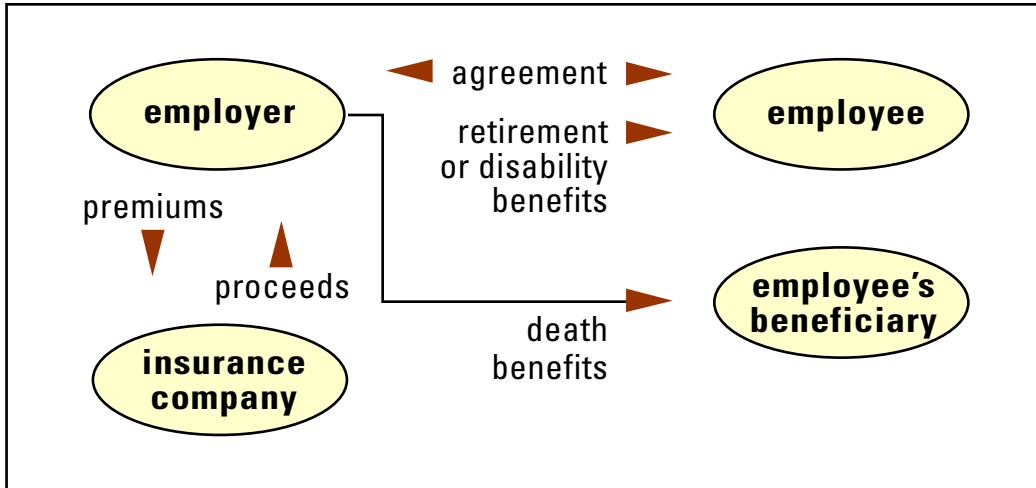 employer
agreement
employee
retirement
or disability
benefits
premiums
proceeds
employee's
beneficiary
death
benefits
insurance
company